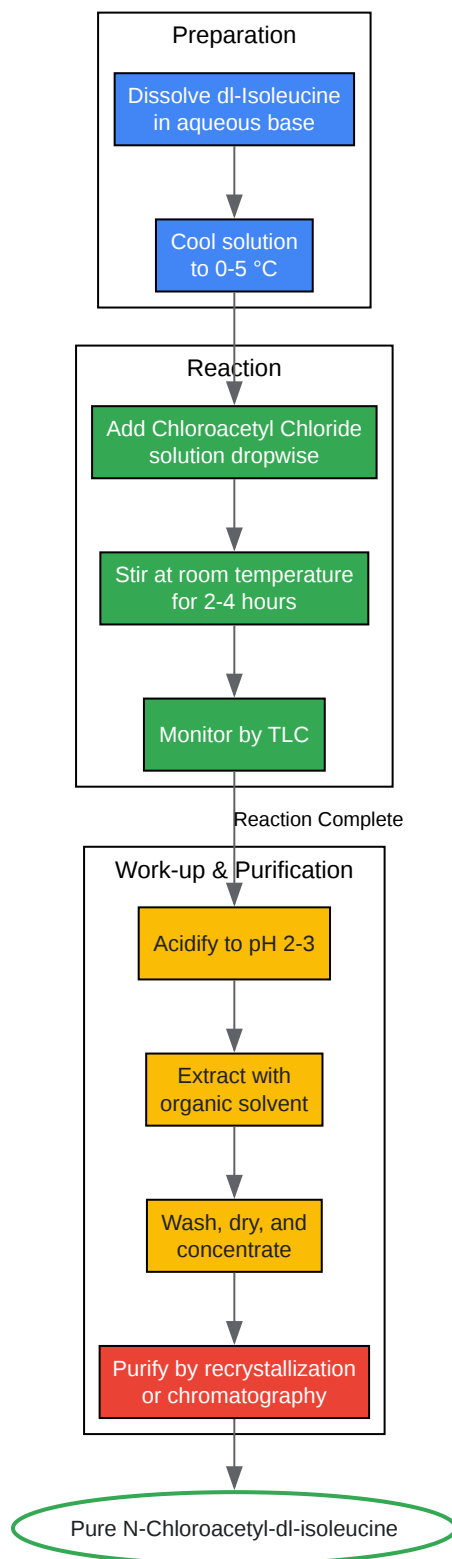 Preparation
Dissolve dl-Isoleucine
in aqueous base
Cool solution
to 0-5 °C
Reaction
Add Chloroacetyl Chloride
solution dropwise
Stir at room temperature
for 2-4 hours
Monitor by TLC
Reaction Complete
Work-up & Purification
Acidify to pH 2-3
Extract with
organic solvent
Wash, dry, and
concentrate
Purify by recrystallization
or chromatography
Pure N-Chloroacetyl-dl-isoleucine